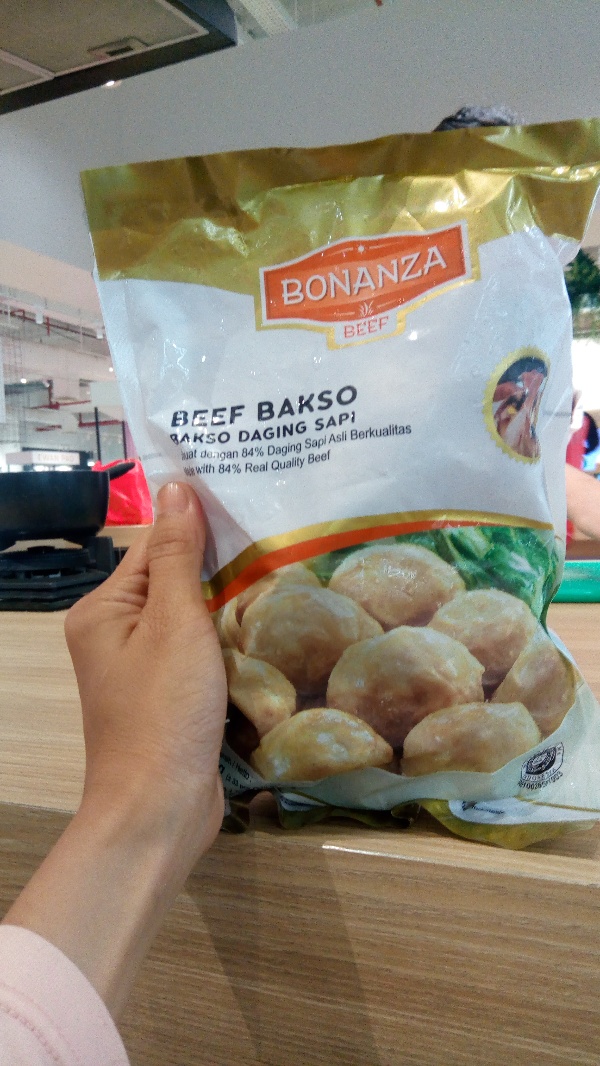 BONANZA
BEEF
BEEF BAKSO
BAKSO DAGING SAPI
dengan 84% Daging Sapi Asli Berkualitas
with 84% Real Quality Beef